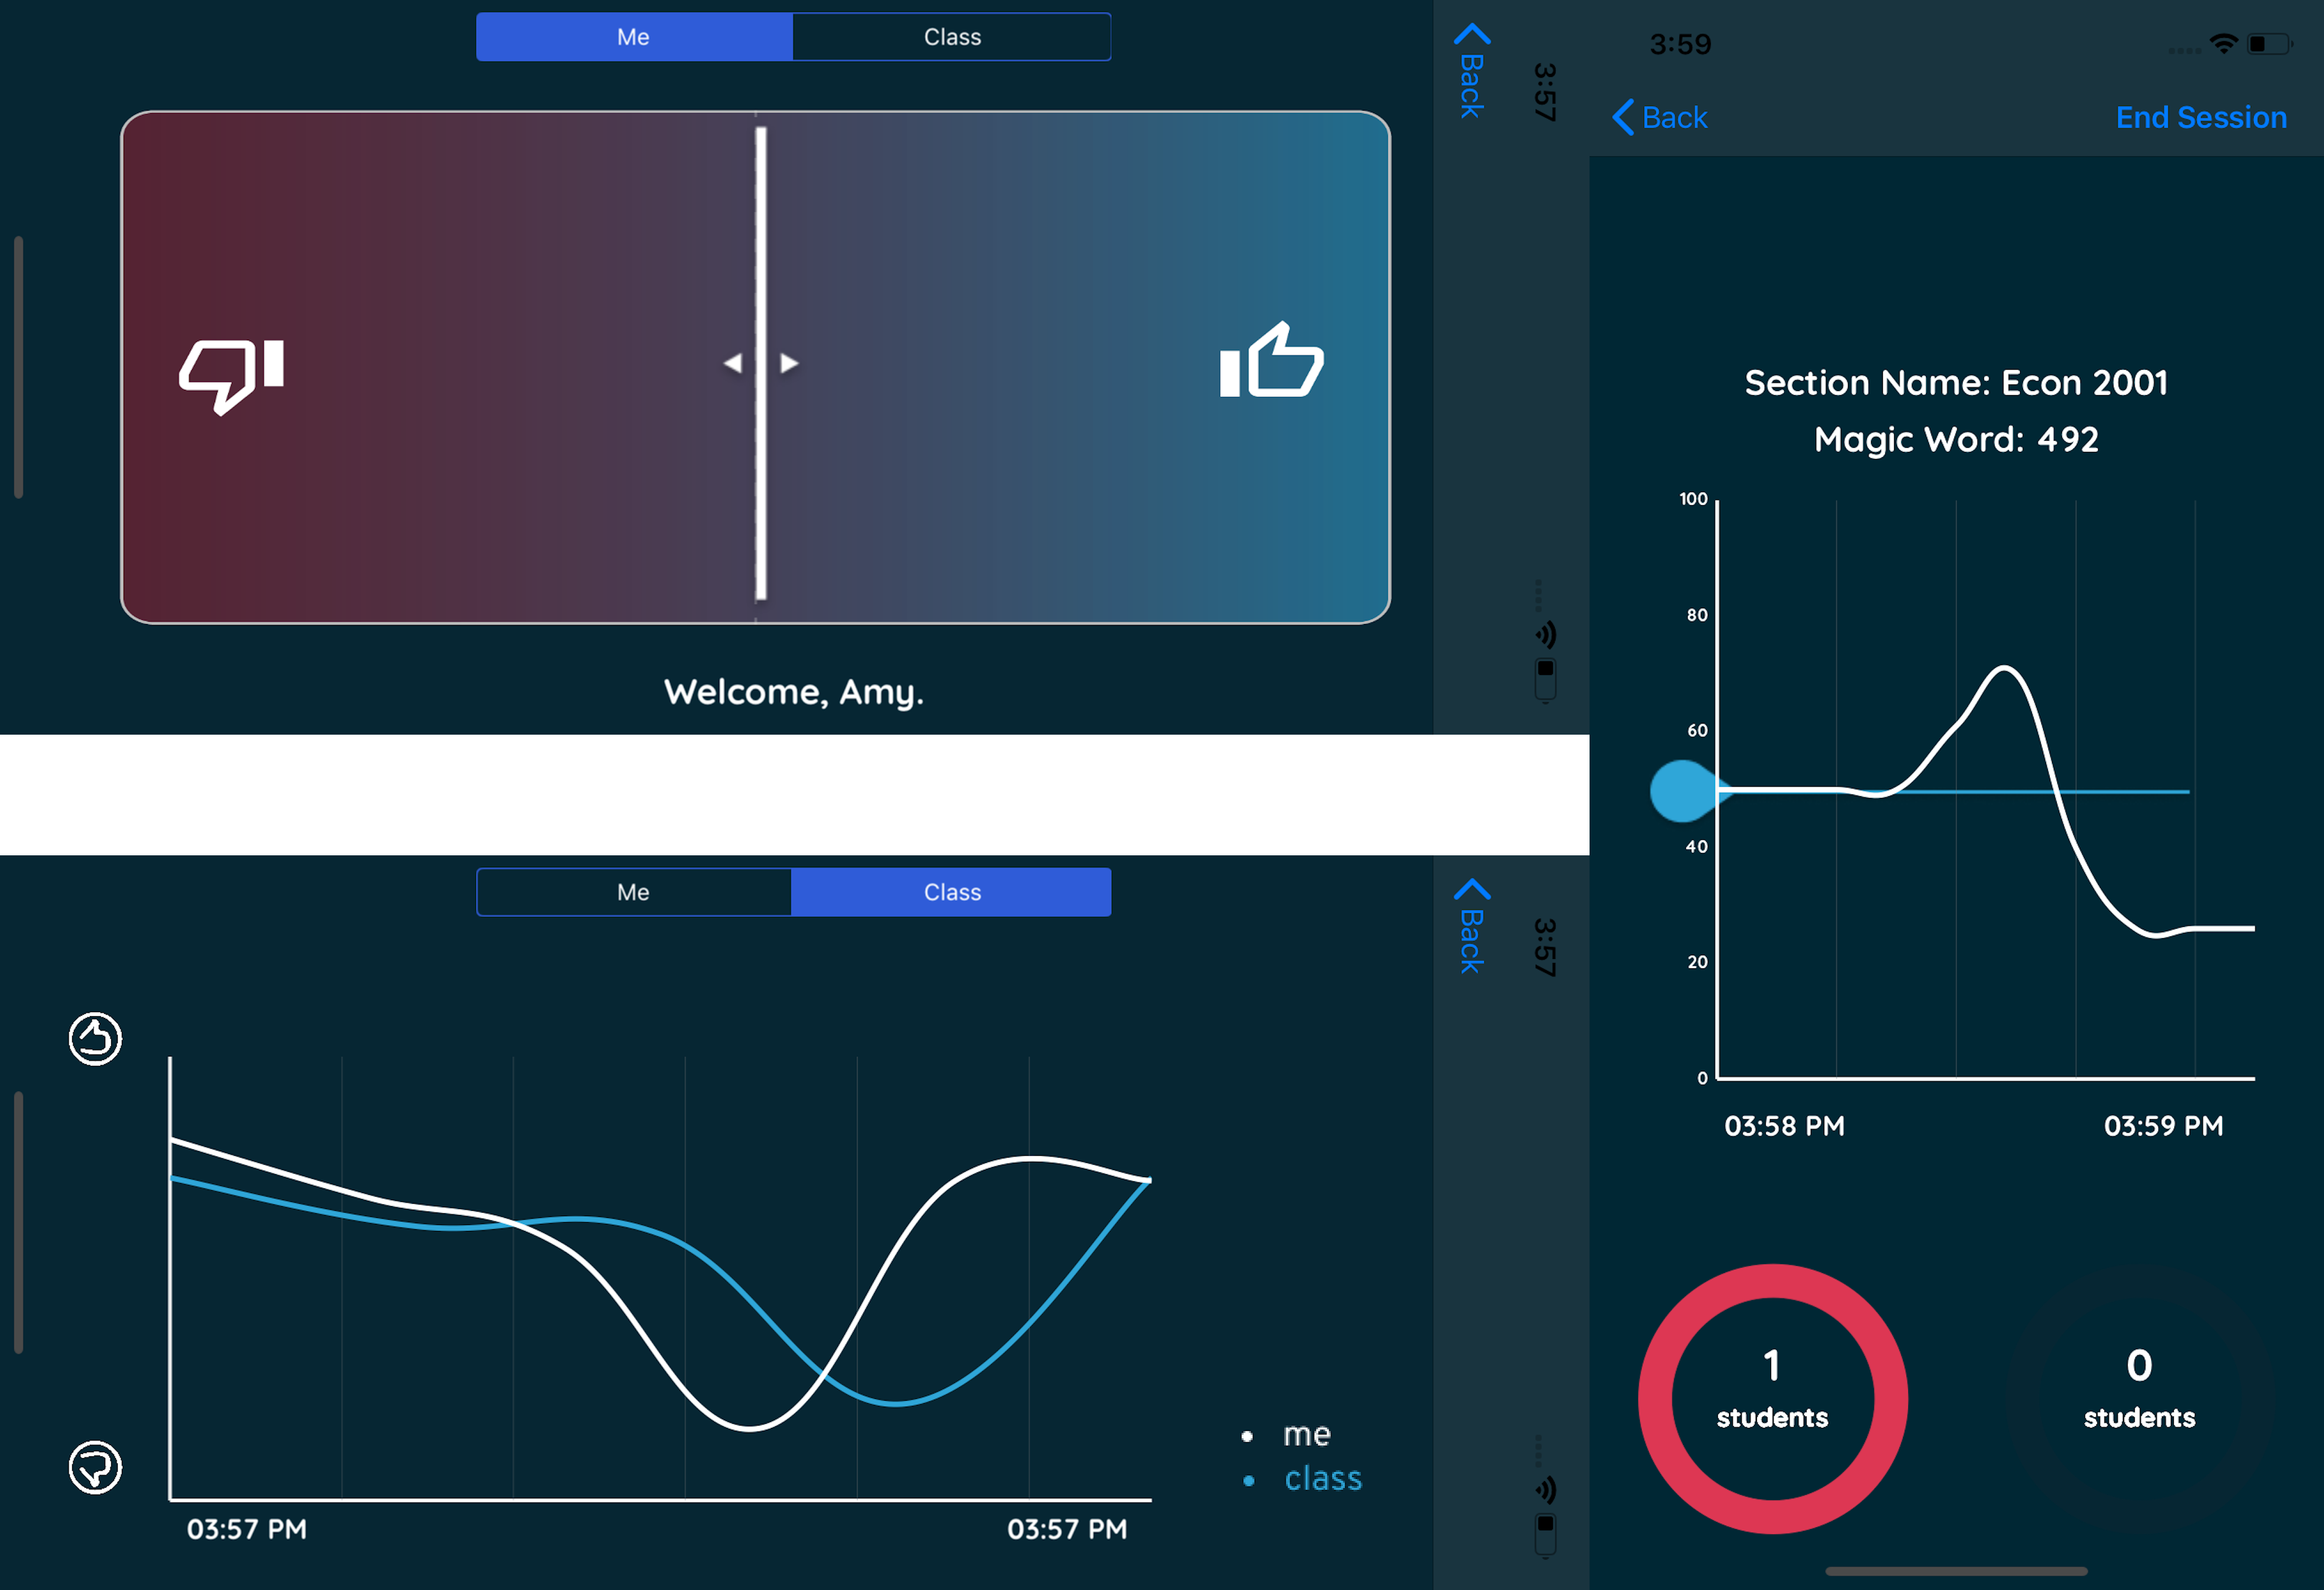 Me
Class
Welcome, Amy.
Back
3:57
Me
Class
me
class
03:57 PM
03:57 PM
Back
3:57
3:59
Back
End Session
Section Name: Econ 2001
Magic Word: 492
100
80
60
40
20
0
03:58 PM
03:59 PM
1
students
0
students